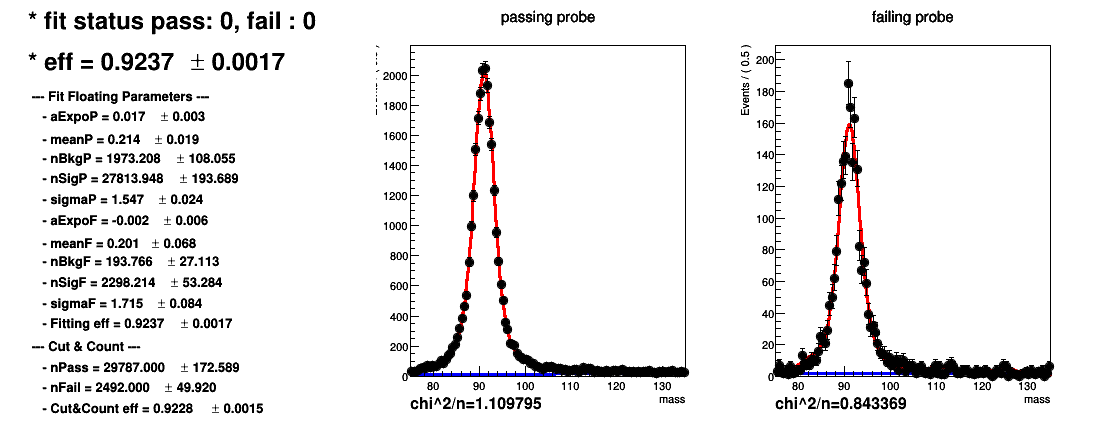 * fit status pass: 0, fail : 0
* eff = 0.9237 ± 0.0017
--- Fit Floating Parameters ---
- aExpoP = 0.017 ± 0.003
- meanP = 0.214 ± 0.019
- nBkgP = 1973.208 ± 108.055
- nSigP = 27813.948 ± 193.689
- sigmaP = 1.547 ± 0.024
- aExpoF = -0.002 ± 0.006
- meanF = 0.201 ± 0.068
- nBkgF = 193.766 ± 27.113
- nSigF = 2298.214 ± 53.284
- sigmaF = 1.715 ± 0.084
- Fitting eff = 0.9237 ± 0.0017
--- Cut & Count ---
- nPass = 29787.000 ± 172.589
- nFail = 2492.000 ± 49.920
- Cut&Count eff = 0.9228 ± 0.0015
passing probe
2000
1800
1600
1400
1200
1000
800
600
400
200
0
80 90 100 110 120 130
mass
chi^2/n=1.109795
failing probe
Events / ( 0.5 )
200
180
160
140
120
100
80
60
40
20
0
80 90 100 110 120 130
mass
chi^2/n=0.843369